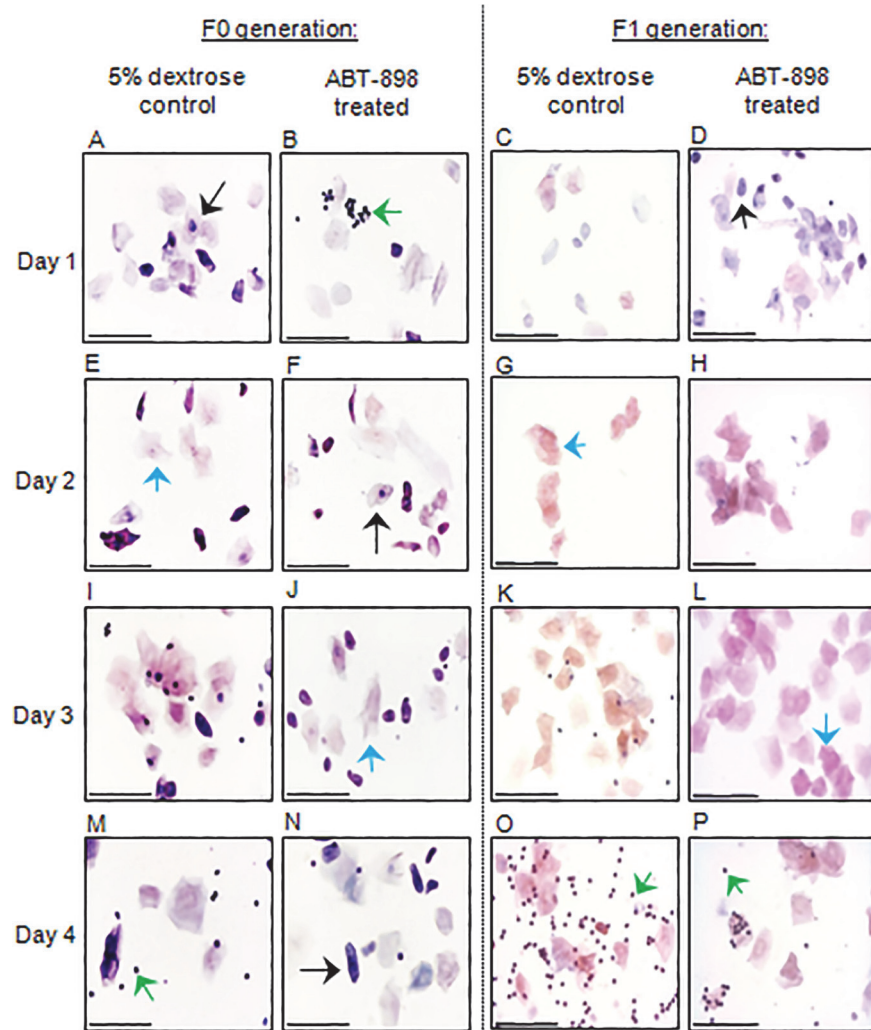 F0 generation:
F1 generation:
5% dextrose
control
ABT-898
treated
5% dextrose
control
ABT-898
treated
A
B
C
D
Day 1
E
F
G
H
Day 2
I
J
K
L
Day 3
M
N
O
P
Day 4